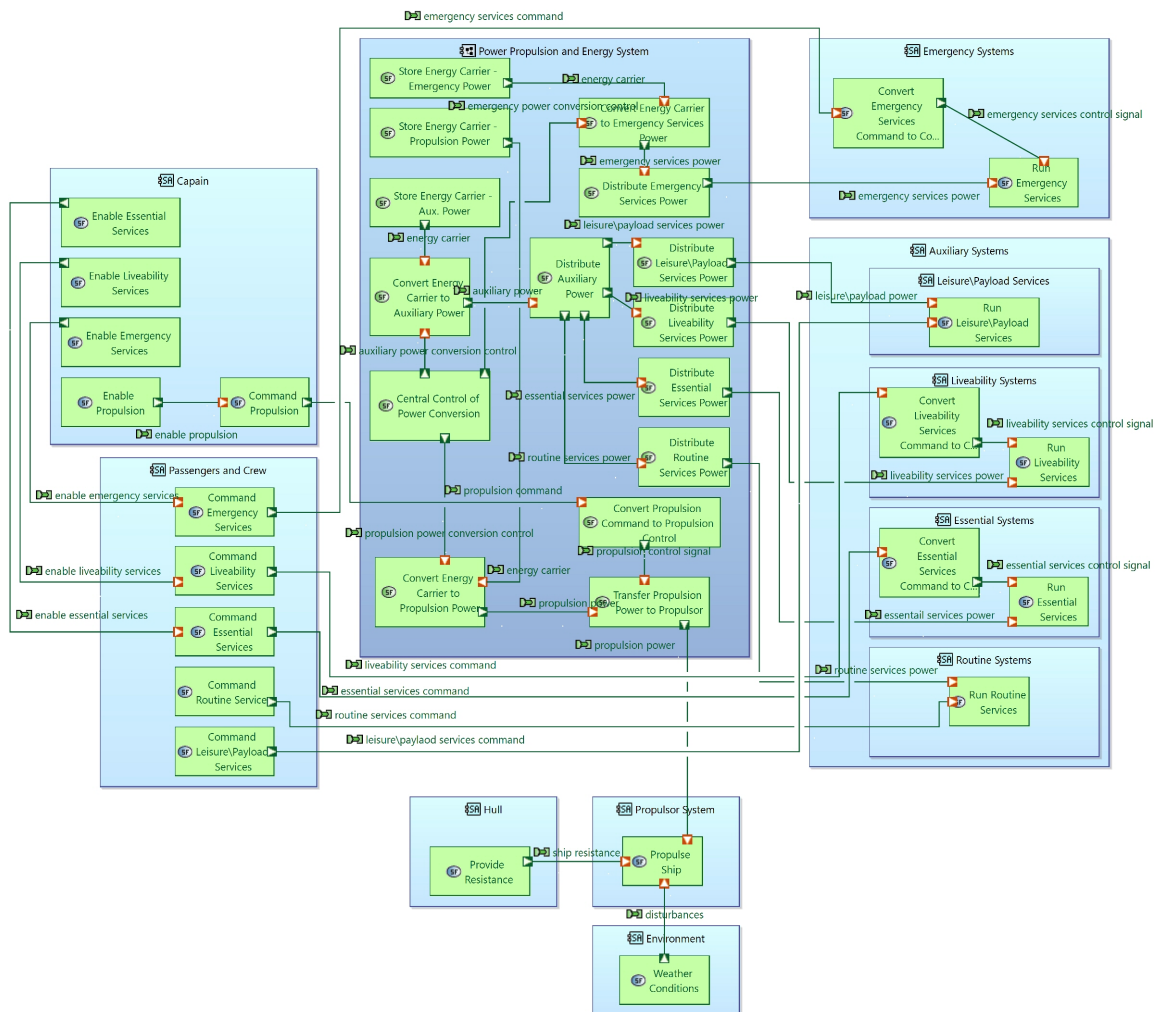 emergency services command
Power Propulsion and Energy System
Store Energy Carrier -
Emergency Power
energy carrier
emergency power conversion control
Convert Energy Carrier
to Emergency Services
Power
Store Energy Carrier -
Propulsion Power
emergency services power
Distribute Emergency
Services Power
Store Energy Carrier -
Aux. Power
energy carrier
leisure\payload services power
Distribute
Leisure\Payload
Services Power
Distribute
Auxiliary
Power
Convert Energy
Carrier to
Auxiliary Power
auxiliary power
liveability services power
Distribute
Liveability
Services Power
auxiliary power conversion control
Central Control of
Power Conversion
Distribute
Essential
Services Power
essential services power
Distribute
Routine
Services Power
routine services power
propulsion command
Convert Propulsion
Command to Propulsion
Control
propulsion power conversion control
propulsion control signal
energy carrier
Convert Energy
Carrier to
Propulsion Power
propulsion power
Transfer Propulsion
Power to Propulsor
propulsion power
Emergency Systems
Convert
Emergency
Services
Command to Co...
emergency services control signal
Run
Emergency
Services
emergency services power
Capain
Enable Essential
Services
Enable Liveability
Services
Enable Emergency
Services
Enable
Propulsion
Command
Propulsion
enable propulsion
Auxiliary Systems
Leisure\Payload Services
leisure\payload power
Run
Leisure\Payload
Services
Liveability Systems
Convert
Liveability
Services
Command to C...
liveability services control signal
Run
Liveability
Services
liveability services power
Essential Systems
Convert
Essential
Services
Command to C...
essential services control signal
Run
Essential
Services
essentail services power
Routine Systems
routine services power
Run Routine
Services
Passengers and Crew
enable emergency services
Command
Emergency
Services
enable liveability services
Command
Liveability
Services
enable essential services
Command
Essential
Services
Command
Routine Service
Command
Leisure\Payload
Services
liveability services command
essential services command
routine services command
leisure\paylaod services command
Hull
Provide
Resistance
ship resistance
Propulsor System
Propulse
Ship
disturbances
Environment
Weather
Conditions